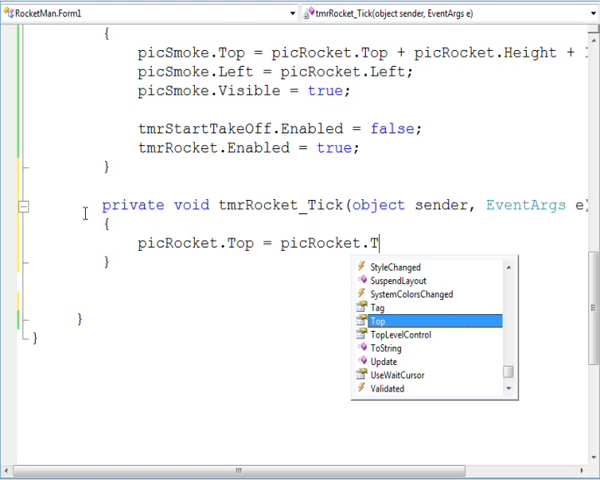 RocketMan.Form1
tmrRocket_Tick(object sender, EventArgs e)
{
picSmoke.Top = picRocket.Top + picRocket.Height +
picSmoke.Left = picRocket.Left;
picSmoke.Visible = true;
tmrStartTakeOff.Enabled = false;
tmrRocket.Enabled = true;
}
private void tmrRocket_Tick(object sender, EventArgs e)
{
picRocket.Top = picRocket.T
}
StyleChanged
SuspendLayout
SystemColorsChanged
Tag
Top
TopLevelControl
ToString
Update
UseWaitCursor
Validated
}
}